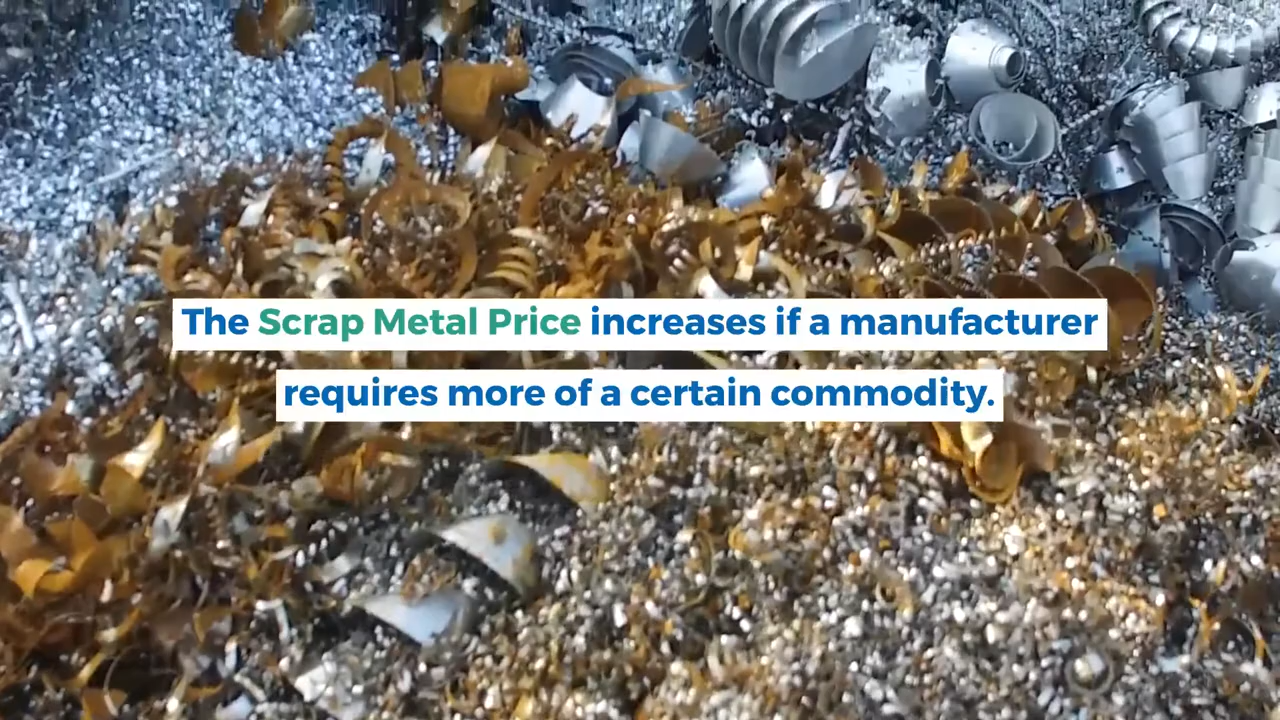 The Scrap Metal Price increases if a manufacturer
requires more of a certain commodity.